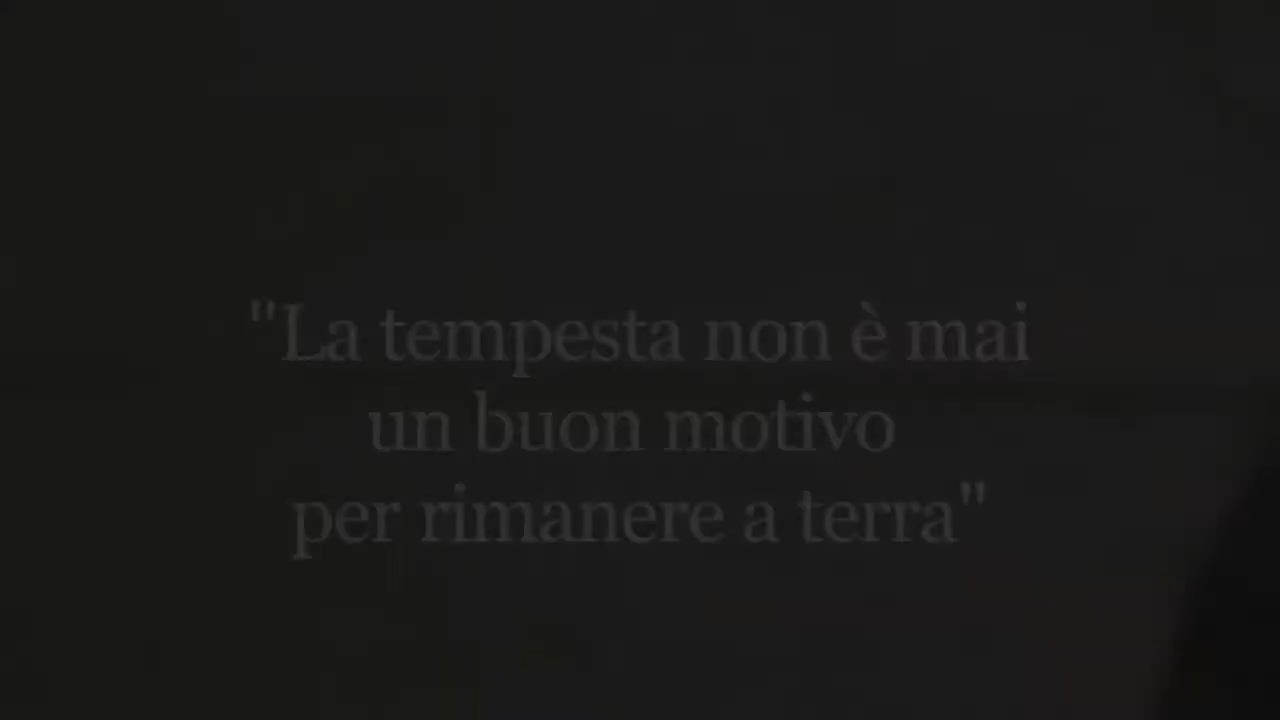 "La tempesta non è mai
un buon motivo
per rimanere a terra"